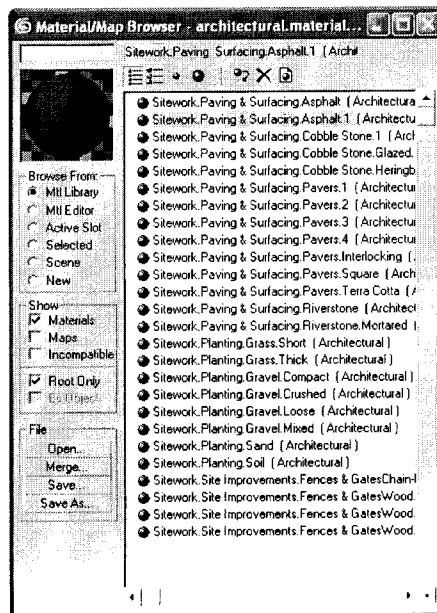 Material/Map Browser - architectural.material...
Sitework.Paving Surfacing.Asphalt.1 (Archi
Browse From:
Mtl Library
Mtl Editor
Active Slot
Selected
Scene
New
Show
Materials
Maps
Incompatible
Root Only
By Object
File
Open...
Merge...
Save...
Save As...
Sitework.Paving & Surfacing.Asphalt (Architectura
Sitework.Paving & Surfacing.Asphalt.1 (Architectu
Sitework.Paving & Surfacing.Cobble Stone.1 (Arch
Sitework.Paving & Surfacing.Cobble Stone.Glazed.
Sitework.Paving & Surfacing.Cobble Stone.Heringb
Sitework.Paving & Surfacing.Pavers.1 (Architectur
Sitework.Paving & Surfacing.Pavers.2 (Architectur
Sitework.Paving & Surfacing.Pavers.3 (Architectur
Sitework.Paving & Surfacing.Pavers.4 (Architectur
Sitework.Paving & Surfacing.Pavers.Interlocking (
Sitework.Paving & Surfacing.Pavers.Square (Arch
Sitework.Paving & Surfacing.Pavers.Terra Cotta (
Sitework.Paving & Surfacing.Riverstone (Architect
Sitework.Paving & Surfacing.Riverstone.Mortared (
Sitework.Planting.Grass.Short (Architectural)
Sitework.Planting.Grass.Thick (Architectural)
Sitework.Planting.Gravel.Compact (Architectural)
Sitework.Planting.Gravel.Crushed (Architectural)
Sitework.Planting.Gravel.Loose (Architectural)
Sitework.Planting.Gravel.Mixed (Architectural)
Sitework.Planting.Sand (Architectural)
Sitework.Planting.Soil (Architectural)
Sitework.Site Improvements.Fences & GatesChain-l
Sitework.Site Improvements.Fences & GatesWood.
Sitework.Site Improvements.Fences & GatesWood.
Sitework.Site Improvements.Fences & GatesWood.